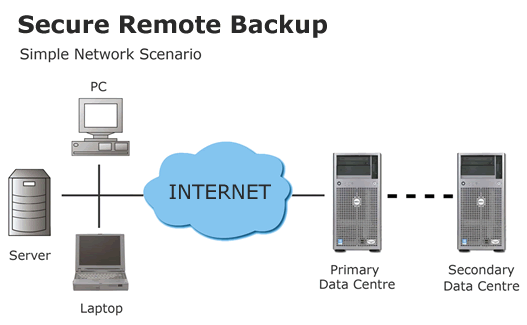 Secure Remote Backup
Simple Network Scenario
PC
INTERNET
Server
Laptop
Primary
Data Centre
Secondary
Data Centre